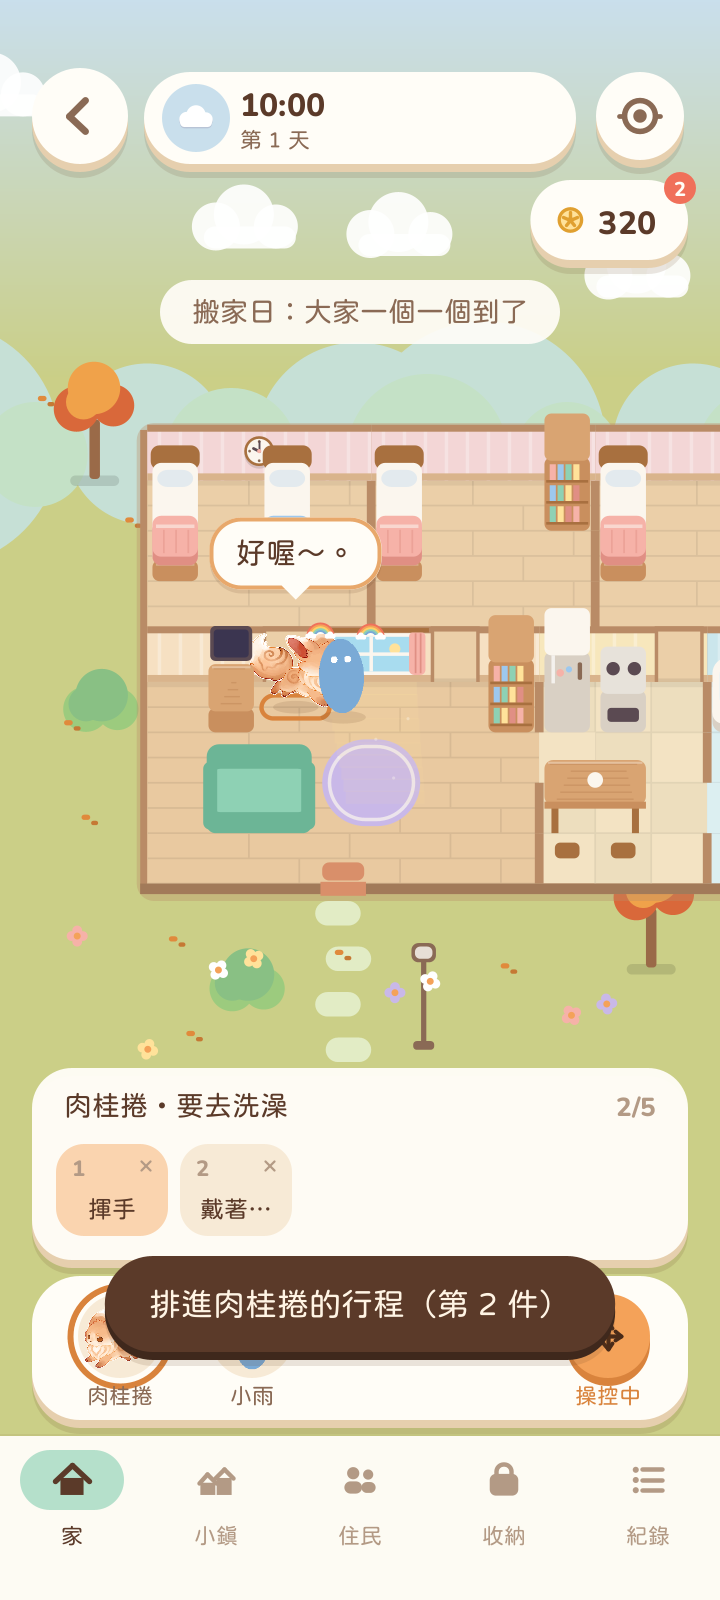 10:00
第 1 天
2
320
搬家日：大家一個一個到了
好喔～。
肉桂捲・要去洗澡
2/5
1 ×
2 ×
揮手
戴著⋯
排進肉桂捲的行程（第 2 件）
肉桂捲
小雨
操控中
家
小鎮
住民
收納
紀錄